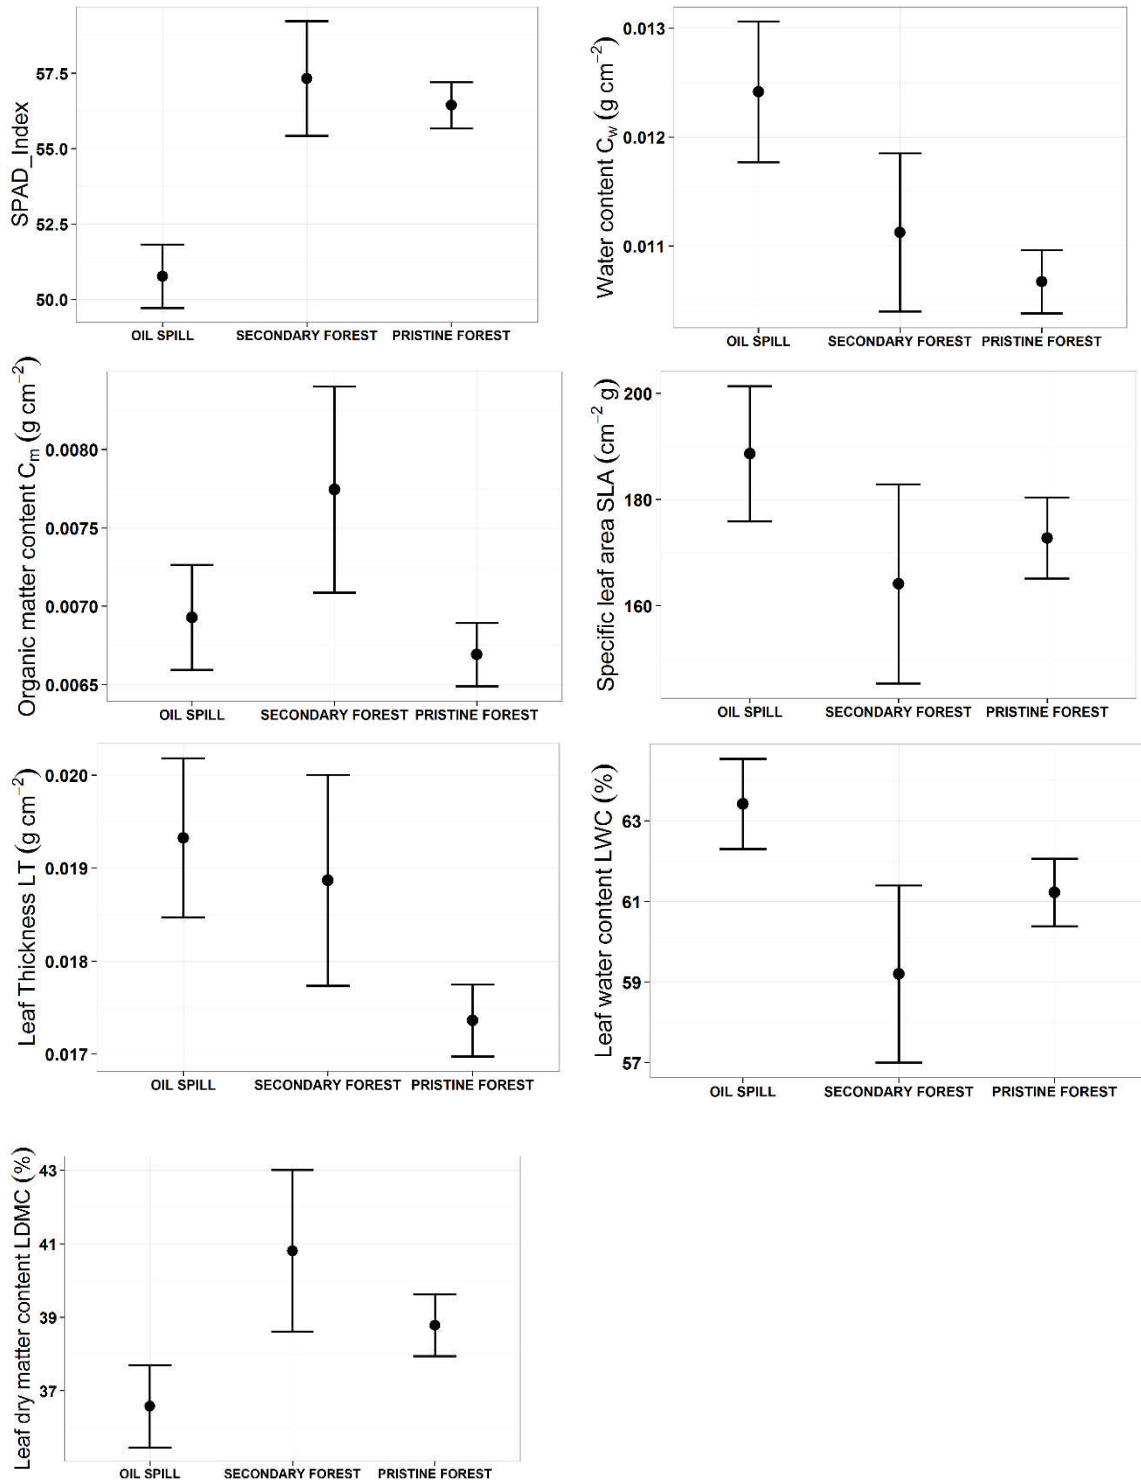 SPAD_Index
57.5
55.0
52.5
50.0
OIL SPILL SECONDARY FOREST PRISTINE FOREST
Water content Cw (g cm−2)
0.013
0.012
0.011
OIL SPILL SECONDARY FOREST PRISTINE FOREST
Organic matter content Cm (g cm−2)
0.0080
0.0075
0.0070
0.0065
OIL SPILL SECONDARY FOREST PRISTINE FOREST
Specific leaf area SLA (cm−2 g)
200
180
160
OIL SPILL SECONDARY FOREST PRISTINE FOREST
Leaf Thickness LT (g cm−2)
0.020
0.019
0.018
0.017
OIL SPILL SECONDARY FOREST PRISTINE FOREST
Leaf water content LWC (%)
63
61
59
57
OIL SPILL SECONDARY FOREST PRISTINE FOREST
Leaf dry matter content LDMC (%)
43
41
39
37
OIL SPILL SECONDARY FOREST PRISTINE FOREST